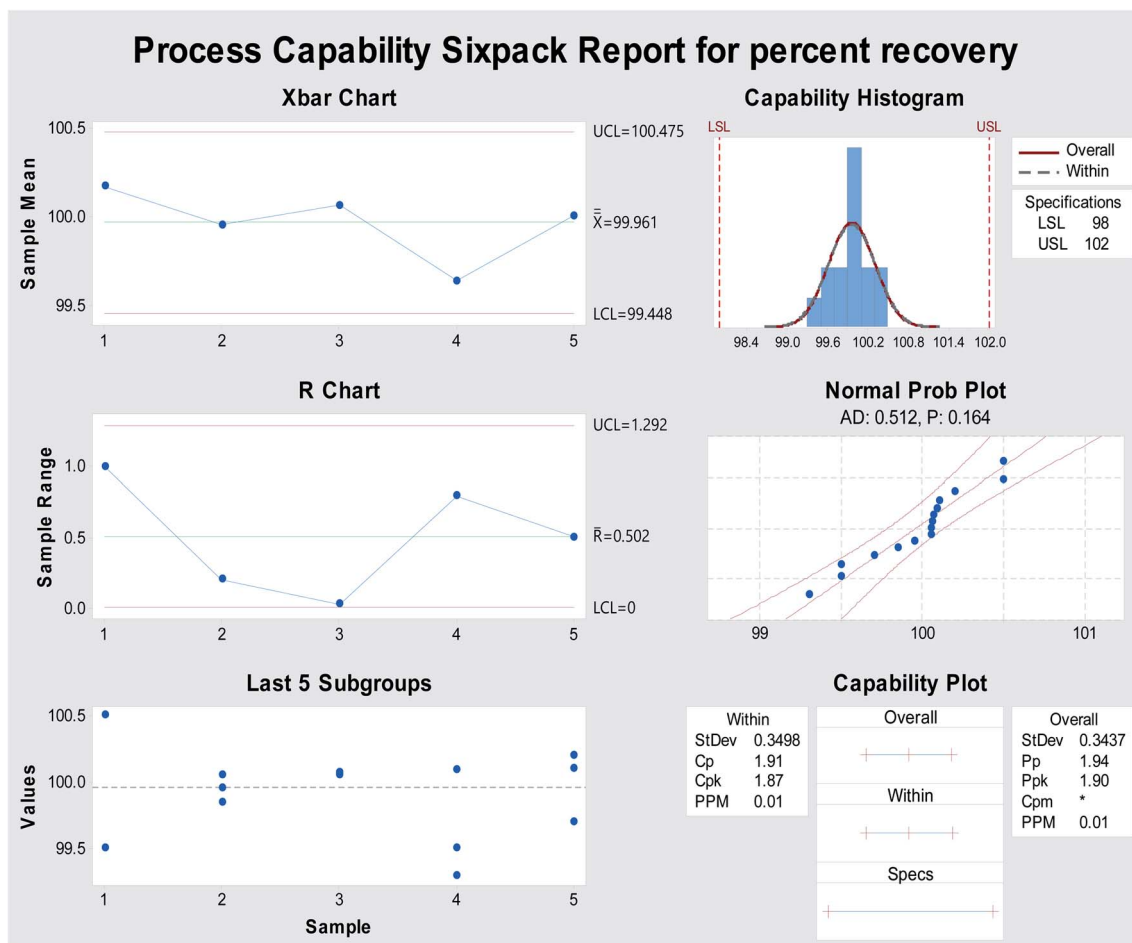 Process Capability Sixpack Report for percent recovery
Xbar Chart
Sample Mean
100.5
100.0
99.5
UCL=100.475
X̿=99.961
LCL=99.448
1 2 3 4 5
Capability Histogram
LSL USL
Overall
Within
Specifications
LSL 98
USL 102
98.4 99.0 99.6 100.2 100.8 101.4 102.0
R Chart
Sample Range
1.0
0.5
0.0
UCL=1.292
R̄=0.502
LCL=0
1 2 3 4 5
Normal Prob Plot
AD: 0.512, P: 0.164
99 100 101
Last 5 Subgroups
Values
100.5
100.0
99.5
1 2 3 4 5
Sample
Capability Plot
Within
StDev 0.3498
Cp 1.91
Cpk 1.87
PPM 0.01
Overall
Within
Specs
Overall
StDev 0.3437
Pp 1.94
Ppk 1.90
Cpm *
PPM 0.01